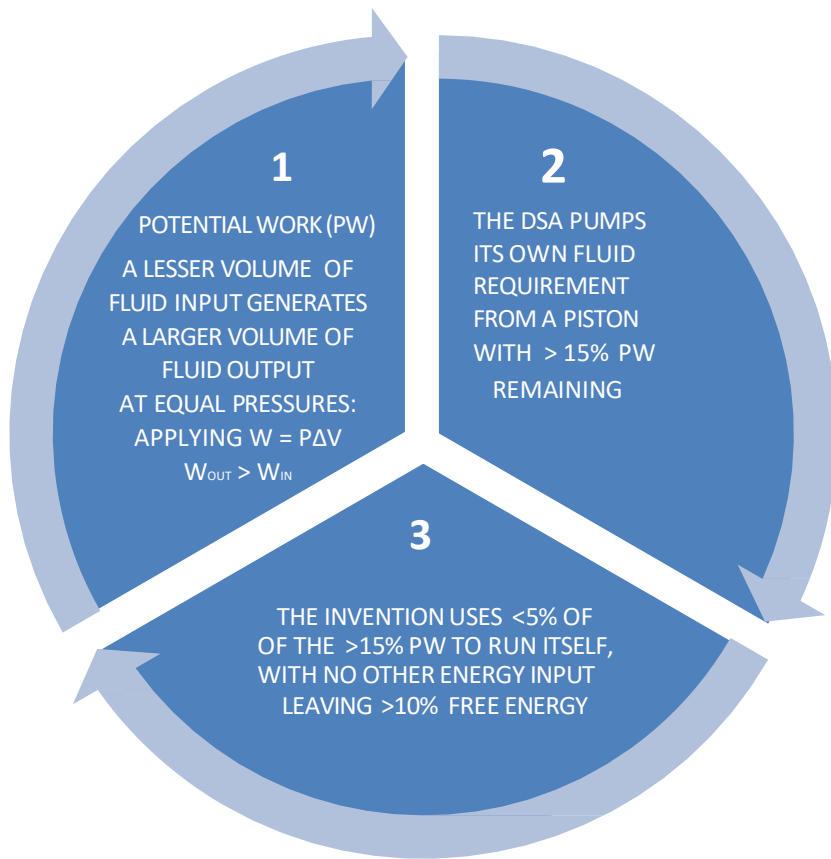 1
POTENTIAL WORK (PW)
A LESSER VOLUME OF
FLUID INPUT GENERATES
A LARGER VOLUME OF
FLUID OUTPUT
AT EQUAL PRESSURES:
APPLYING W = PΔV
WOUT > WIN
2
THE DSA PUMPS
ITS OWN FLUID
REQUIREMENT
FROM A PISTON
WITH > 15% PW
REMAINING
3
THE INVENTION USES <5% OF
OF THE >15% PW TO RUN ITSELF,
WITH NO OTHER ENERGY INPUT
LEAVING >10% FREE ENERGY